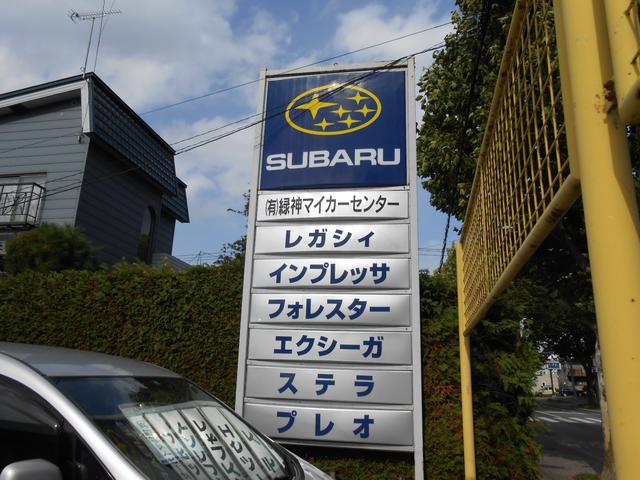 SUBARU
(有)緑神マイカーセンター
レガシィ
インプレッサ
フォレスター
エクシーガ
ステラ
プレオ